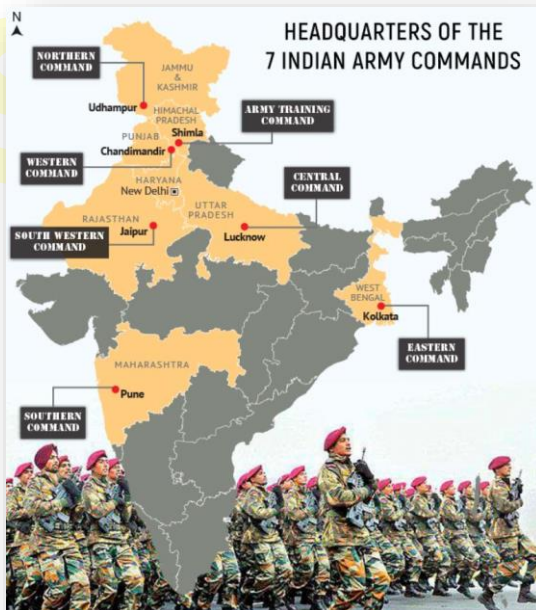 N
HEADQUARTERS OF THE
7 INDIAN ARMY COMMANDS
NORTHERN
COMMAND
JAMMU
&
KASHMIR
Udhampur
HIMACHAL
PRADESH
ARMY TRAINING
COMMAND
Shimla
PUNJAB
Chandimandir
WESTERN
COMMAND
HARYANA
New Delhi
CENTRAL
COMMAND
UTTAR
PRADESH
RAJASTHAN
Jaipur
Lucknow
SOUTH WESTERN
COMMAND
WEST
BENGAL
Kolkata
EASTERN
COMMAND
MAHARASHTRA
Pune
SOUTHERN
COMMAND